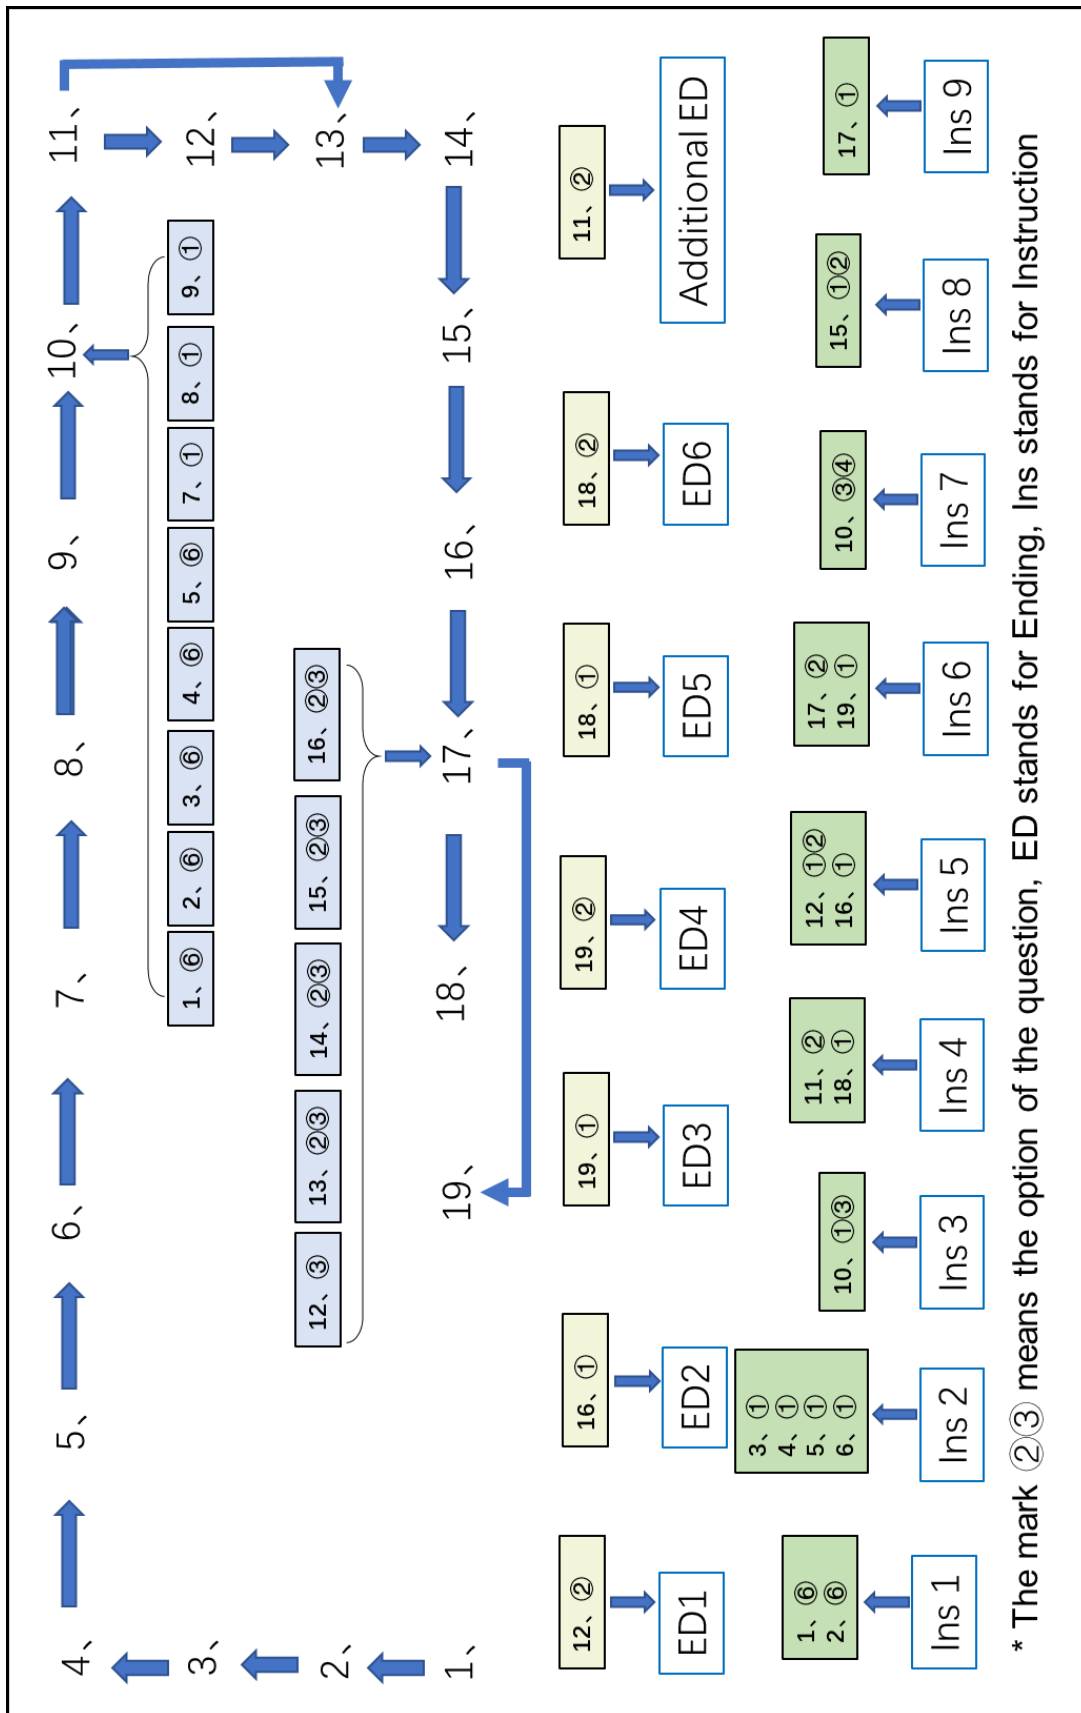 4、 5、 6、 7、 8、 9、 10、 11、
3、 1、⑥ 2、⑥ 3、⑥ 4、⑥ 5、⑥ 7、① 8、① 9、① 12、
2、 12、③ 13、②③ 14、②③ 15、②③ 16、②③ 13、
1、 19、 18、 17、 16、 15、 14、
12、② 16、① 19、① 19、② 18、① 18、② 11、②
ED1 ED2 ED3 ED4 ED5 ED6 Additional ED
1、⑥
2、⑥
3、①
4、①
5、①
6、①
10、①③
11、②
18、①
12、①②
16、①
17、②
19、①
10、③④
15、①②
17、①
Ins 1 Ins 2 Ins 3 Ins 4 Ins 5 Ins 6 Ins 7 Ins 8 Ins 9
* The mark ②③ means the option of the question, ED stands for Ending, Ins stands for Instruction